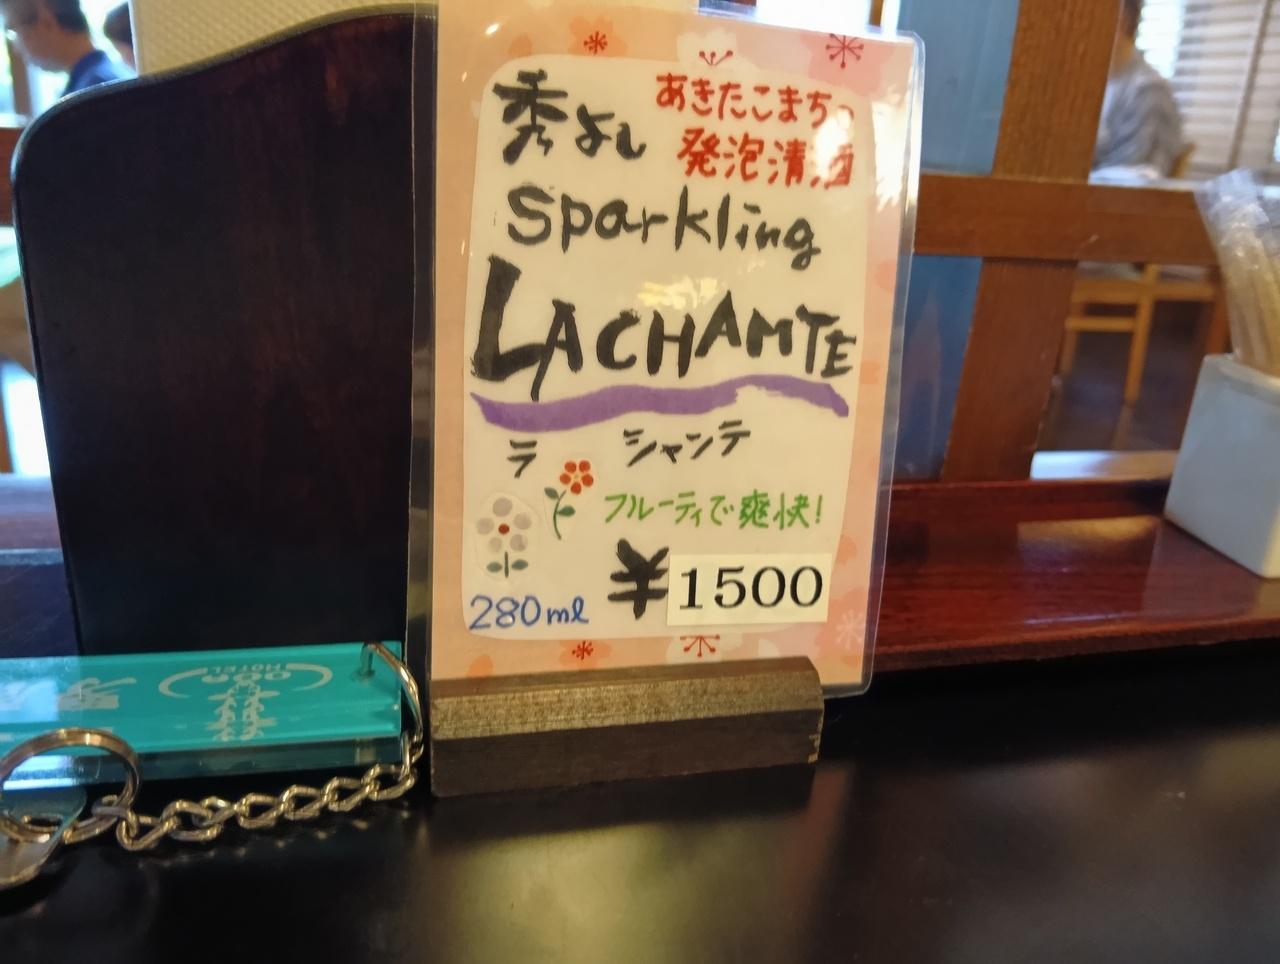 秀よし
あきたこまちの
発泡清酒
Sparkling
LACHAMTE
ラ シャンテ
フルーティで爽快!
¥1500
280ml
HOTEL